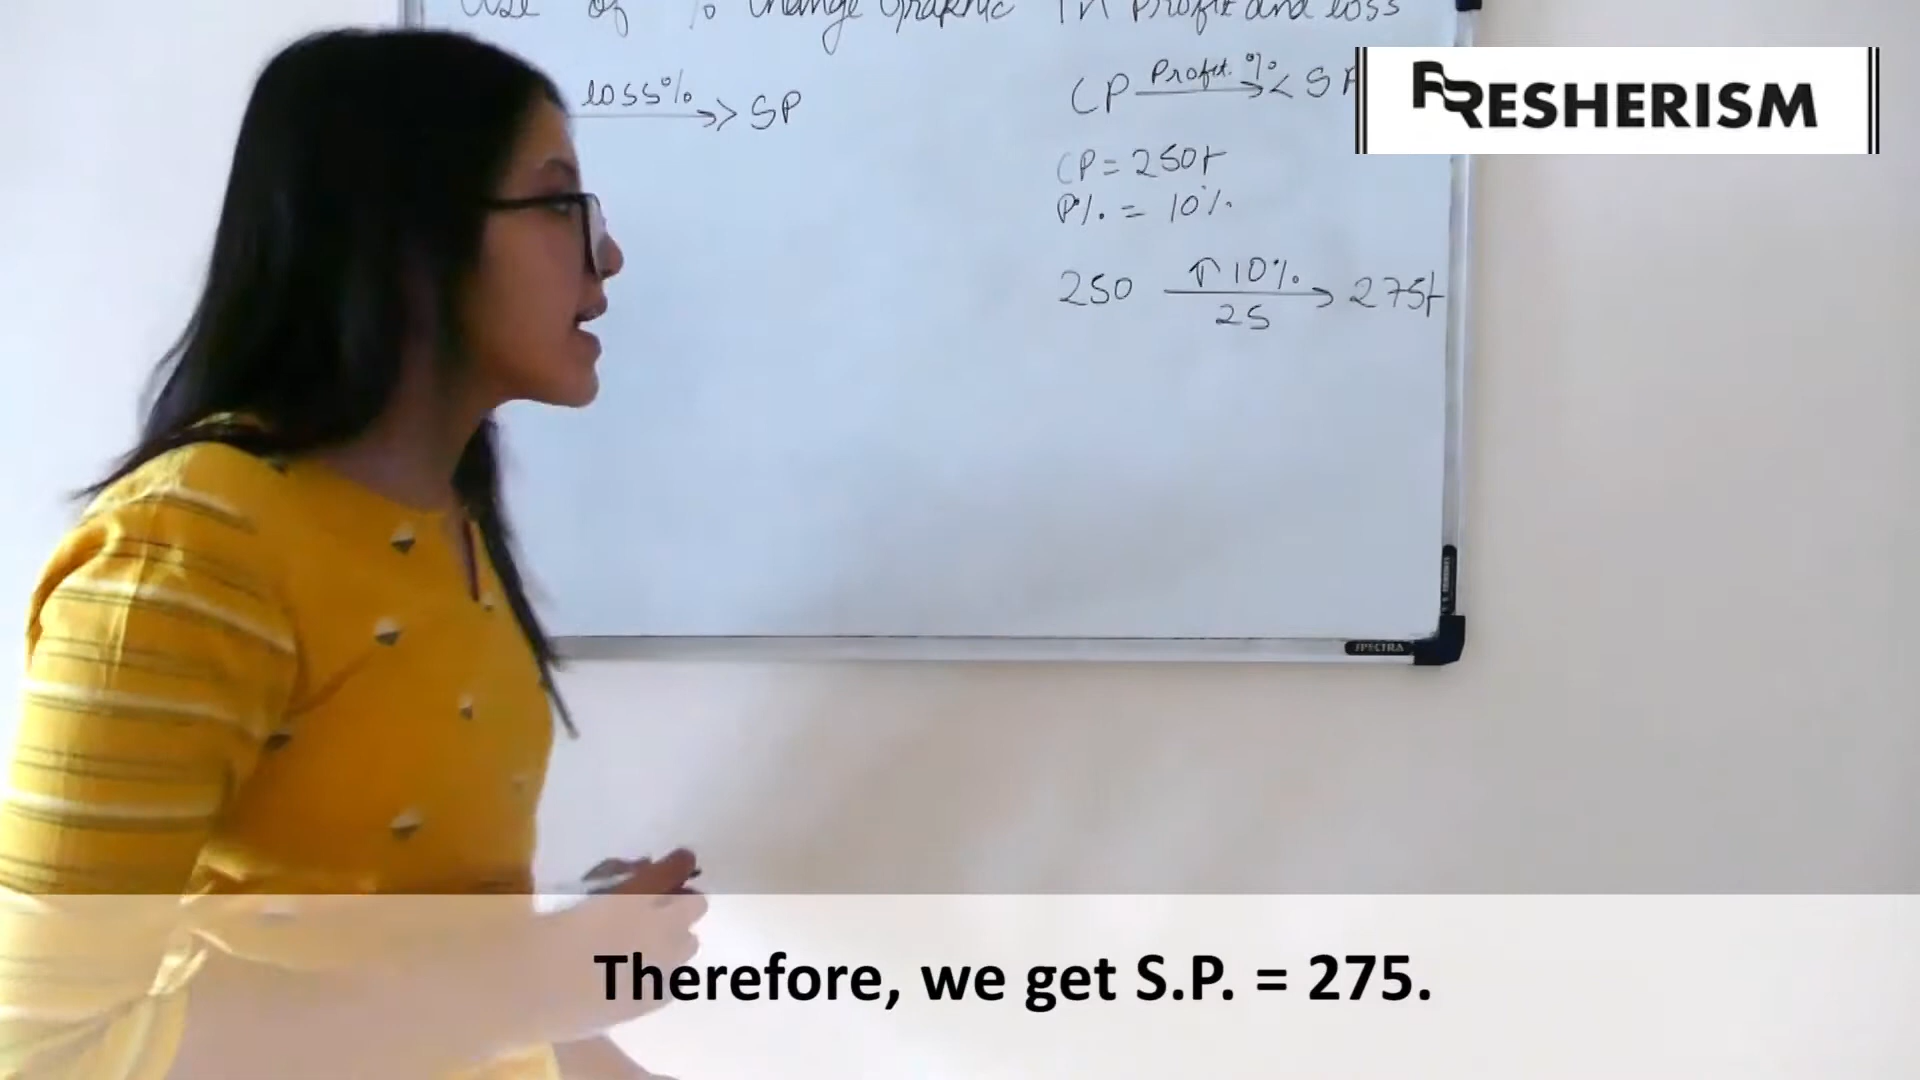 Use of % Change Graphic in Profit and loss
loss% > SP
CP Profit % < SP
CP = 250/-
P% = 10%
250 ↑10% 275/-
25
FRESHERISM
SPECTRA
Therefore, we get S.P. = 275.